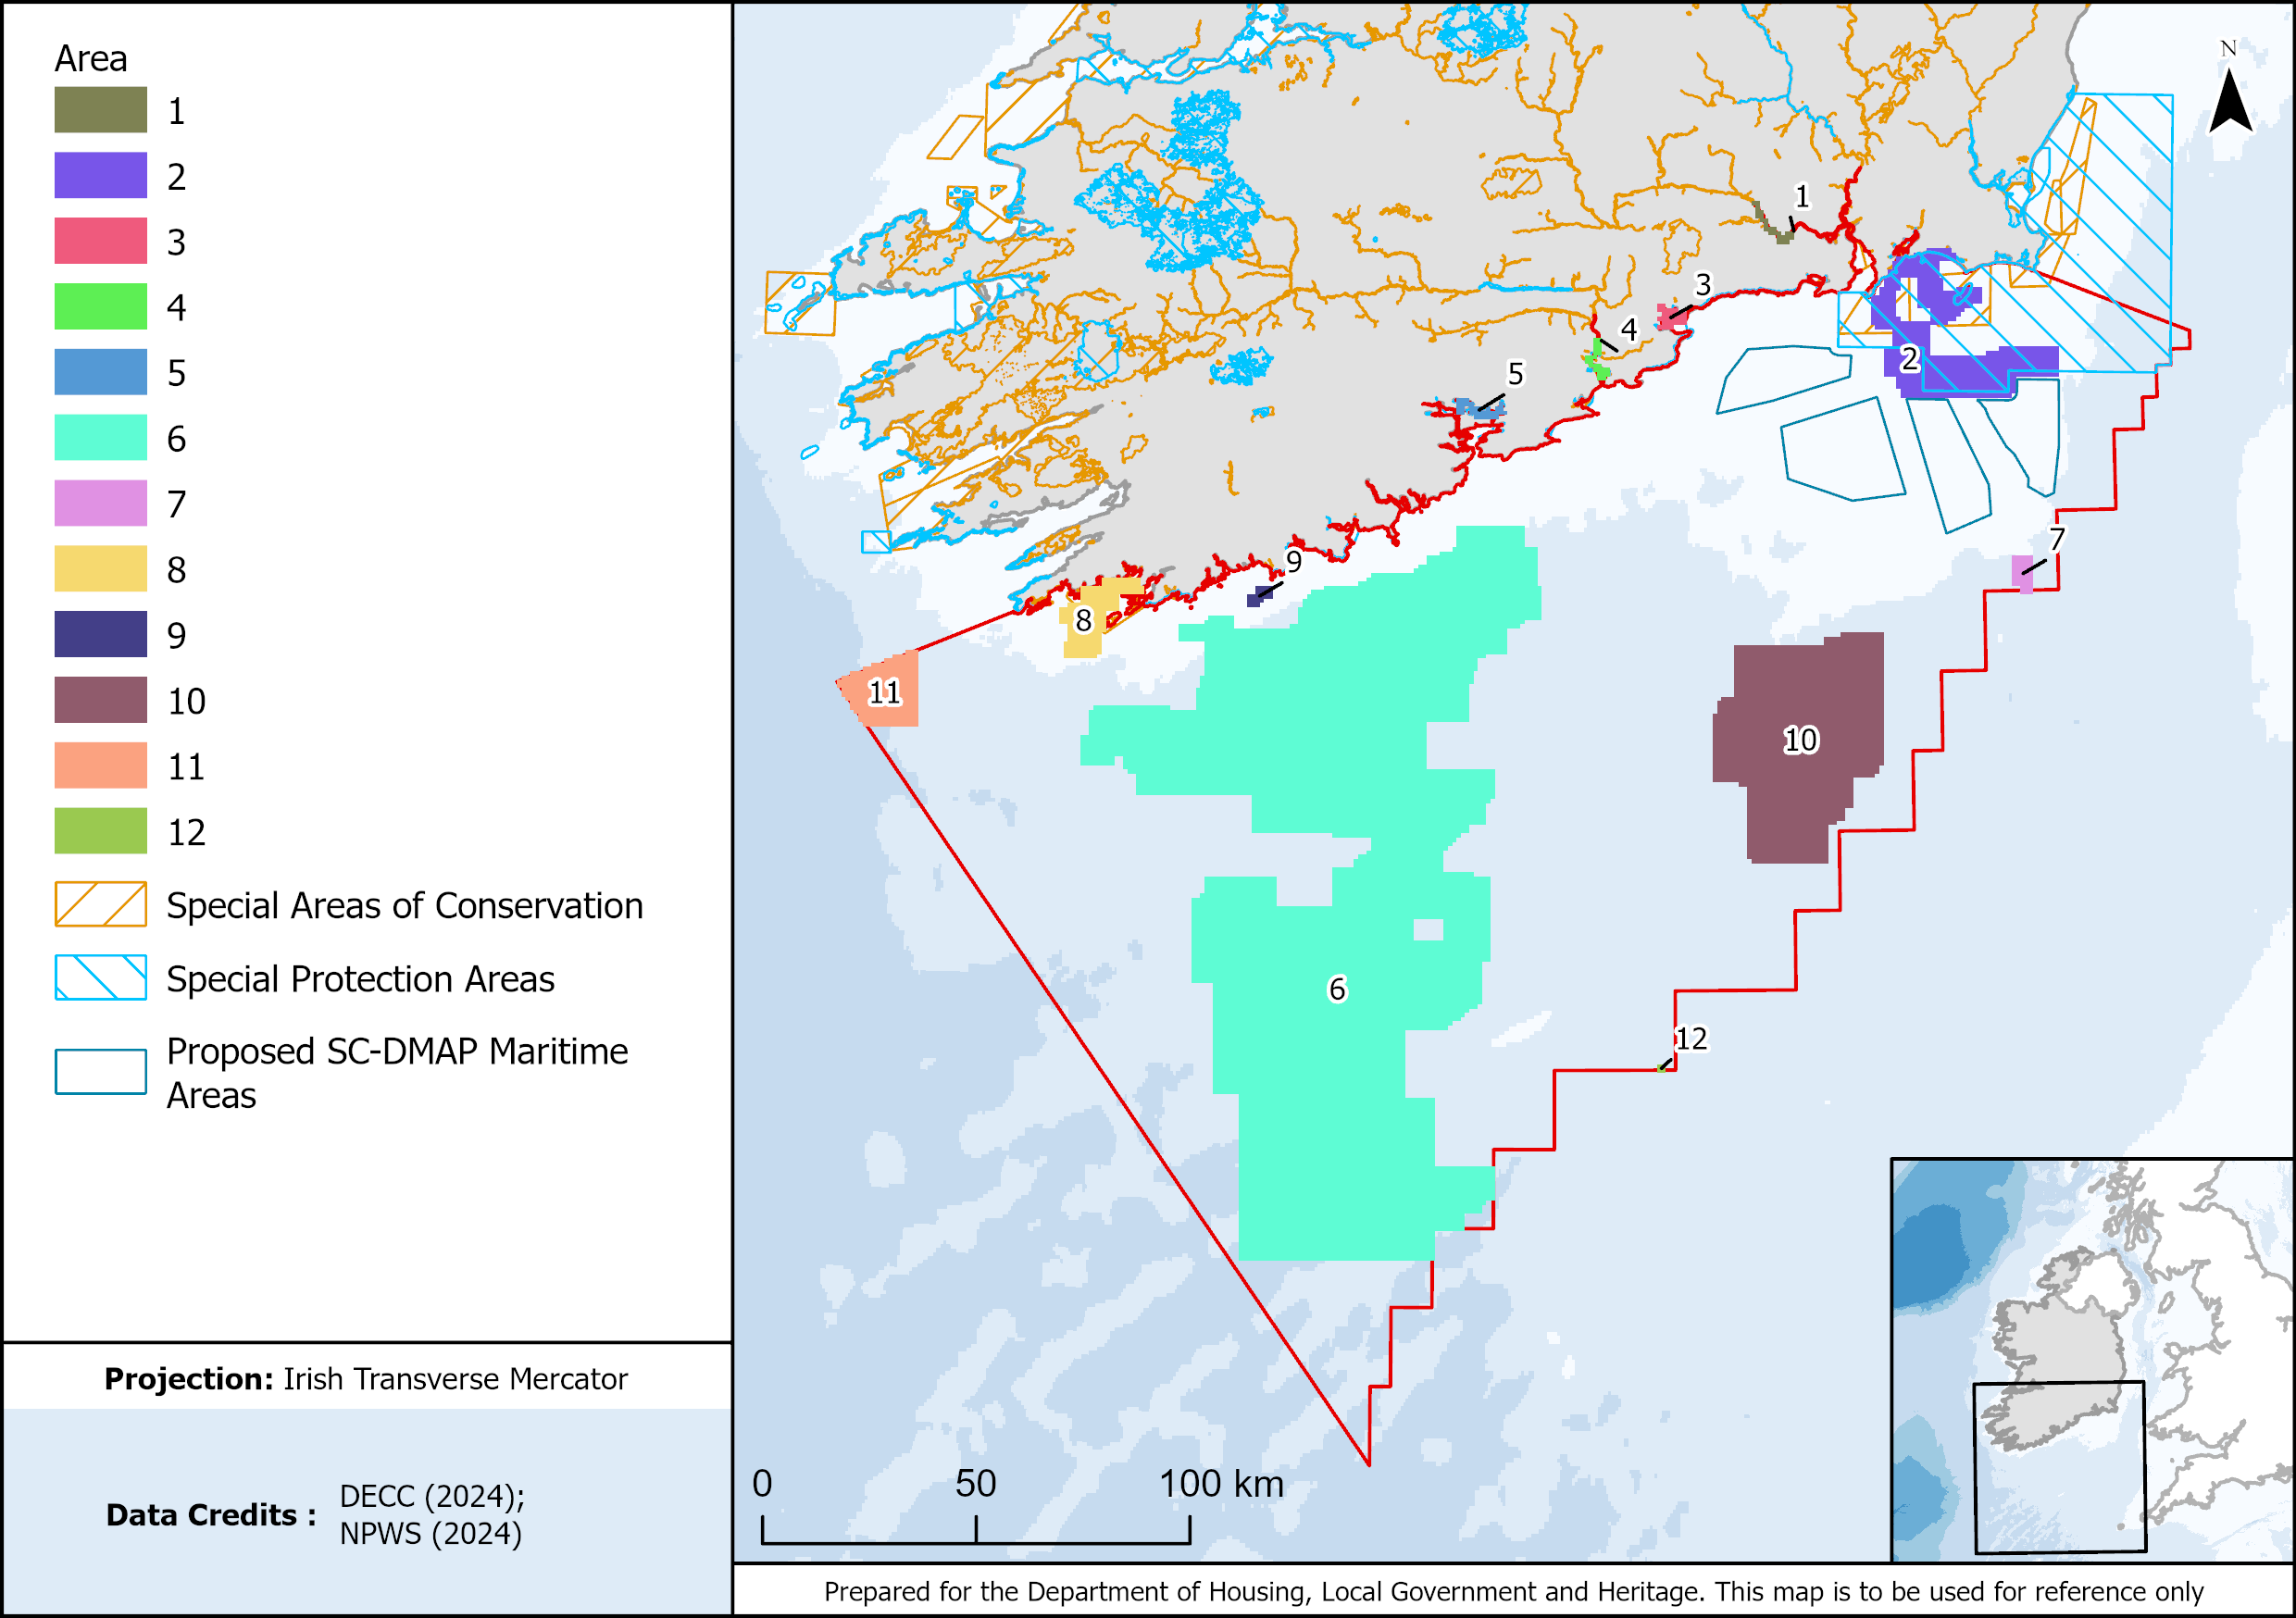 Area
1
2
3
4
5
6
7
8
9
10
11
12
Special Areas of Conservation
Special Protection Areas
Proposed SC-DMAP Maritime
Areas
Projection: Irish Transverse Mercator
Data Credits :
DECC (2024);
NPWS (2024)
N
1
3
4
2
5
7
9
8
11
10
6
12
0 50 100 km
Prepared for the Department of Housing, Local Government and Heritage. This map is to be used for reference only